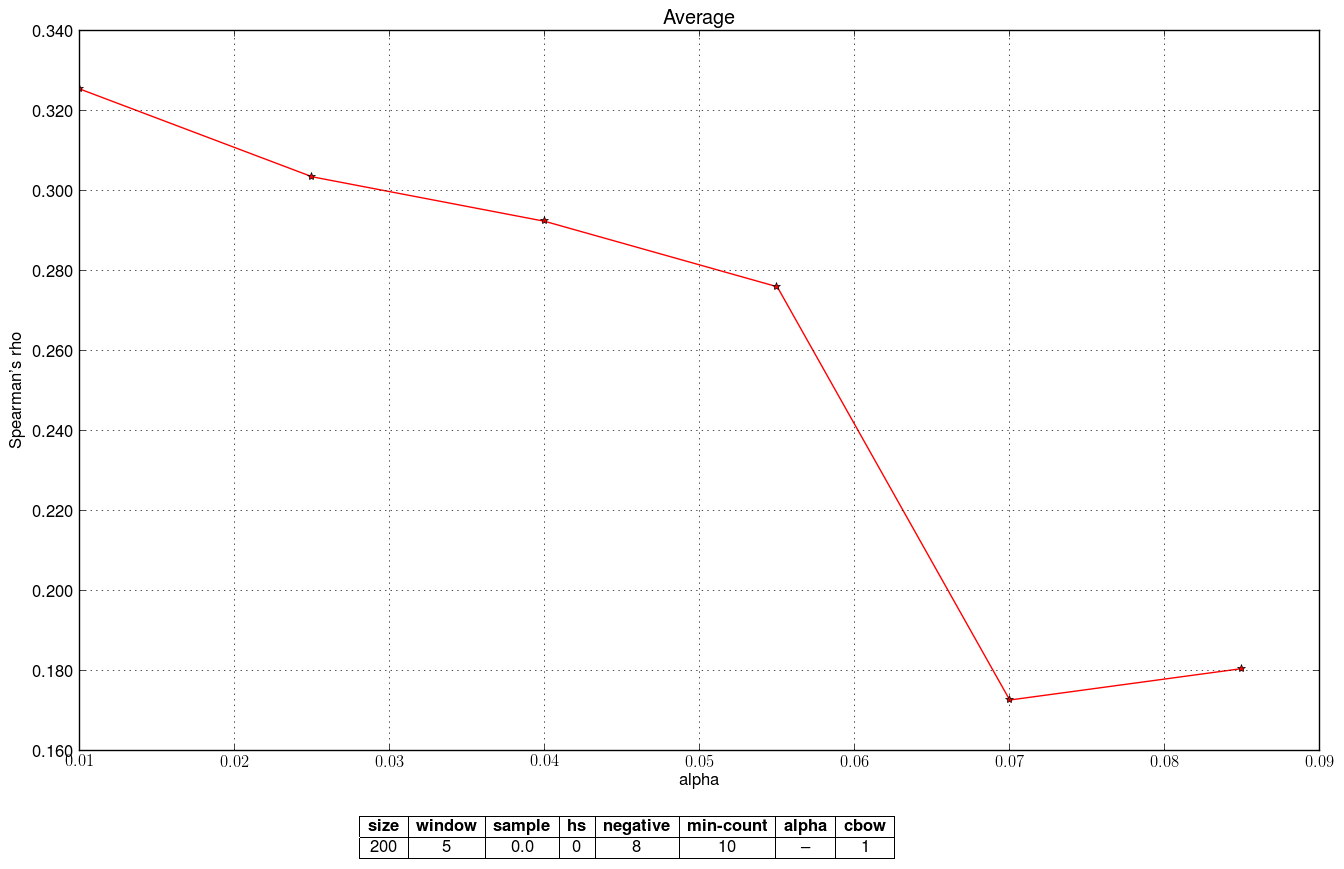 Average
0.340
0.320
0.300
0.280
0.260
0.240
0.220
0.200
0.180
0.160
Spearman's rho
0.01 0.02 0.03 0.04 0.05 0.06 0.07 0.08 0.09
alpha
size window sample hs negative min-count alpha cbow
200 5 0.0 0 8 10 – 1